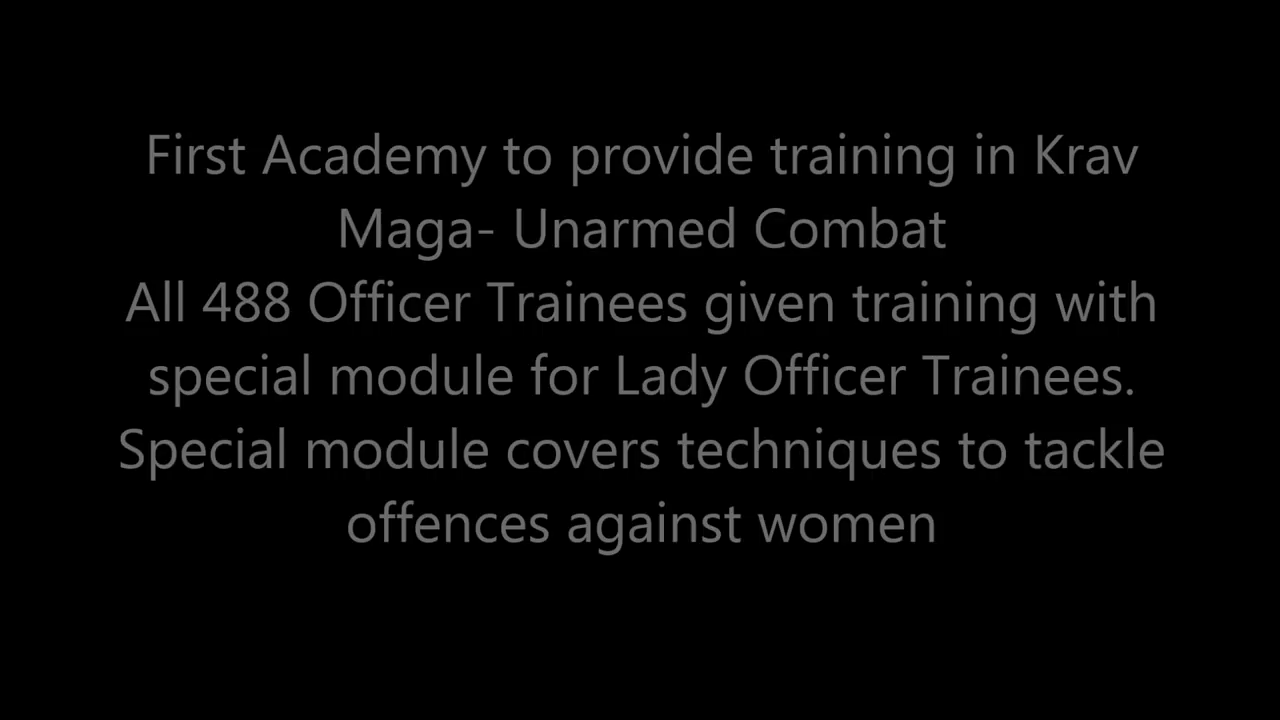 First Academy to provide training in Krav
Maga- Unarmed Combat
All 488 Officer Trainees given training with
special module for Lady Officer Trainees.
Special module covers techniques to tackle
offences against women